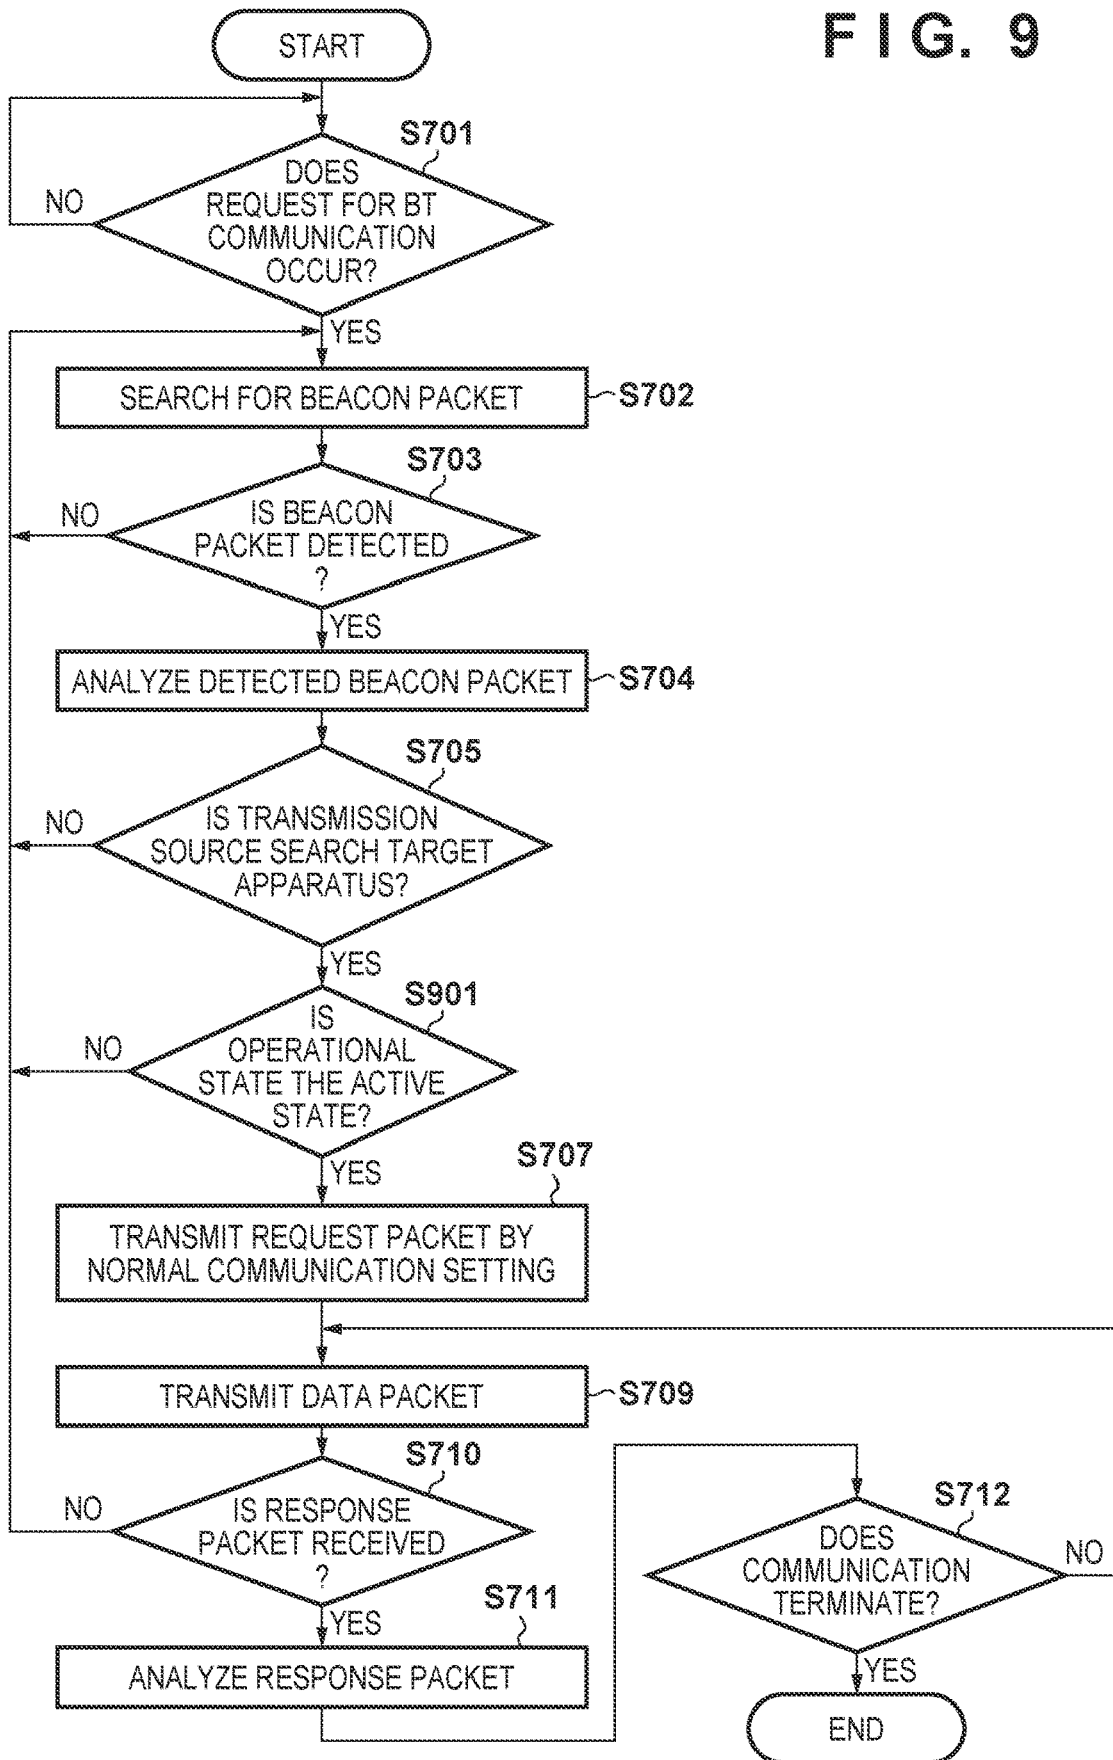 FIG. 9
START
S701
DOES
REQUEST FOR BT
COMMUNICATION
OCCUR?
NO
YES
SEARCH FOR BEACON PACKET
S702
S703
IS BEACON
PACKET DETECTED
?
NO
YES
ANALYZE DETECTED BEACON PACKET
S704
S705
IS TRANSMISSION
SOURCE SEARCH TARGET
APPARATUS?
NO
YES
S901
IS
OPERATIONAL
STATE THE ACTIVE
STATE?
NO
YES
S707
TRANSMIT REQUEST PACKET BY
NORMAL COMMUNICATION SETTING
TRANSMIT DATA PACKET
S709
S710
IS RESPONSE
PACKET RECEIVED
?
NO
YES
S711
ANALYZE RESPONSE PACKET
S712
DOES
COMMUNICATION
TERMINATE?
NO
YES
END